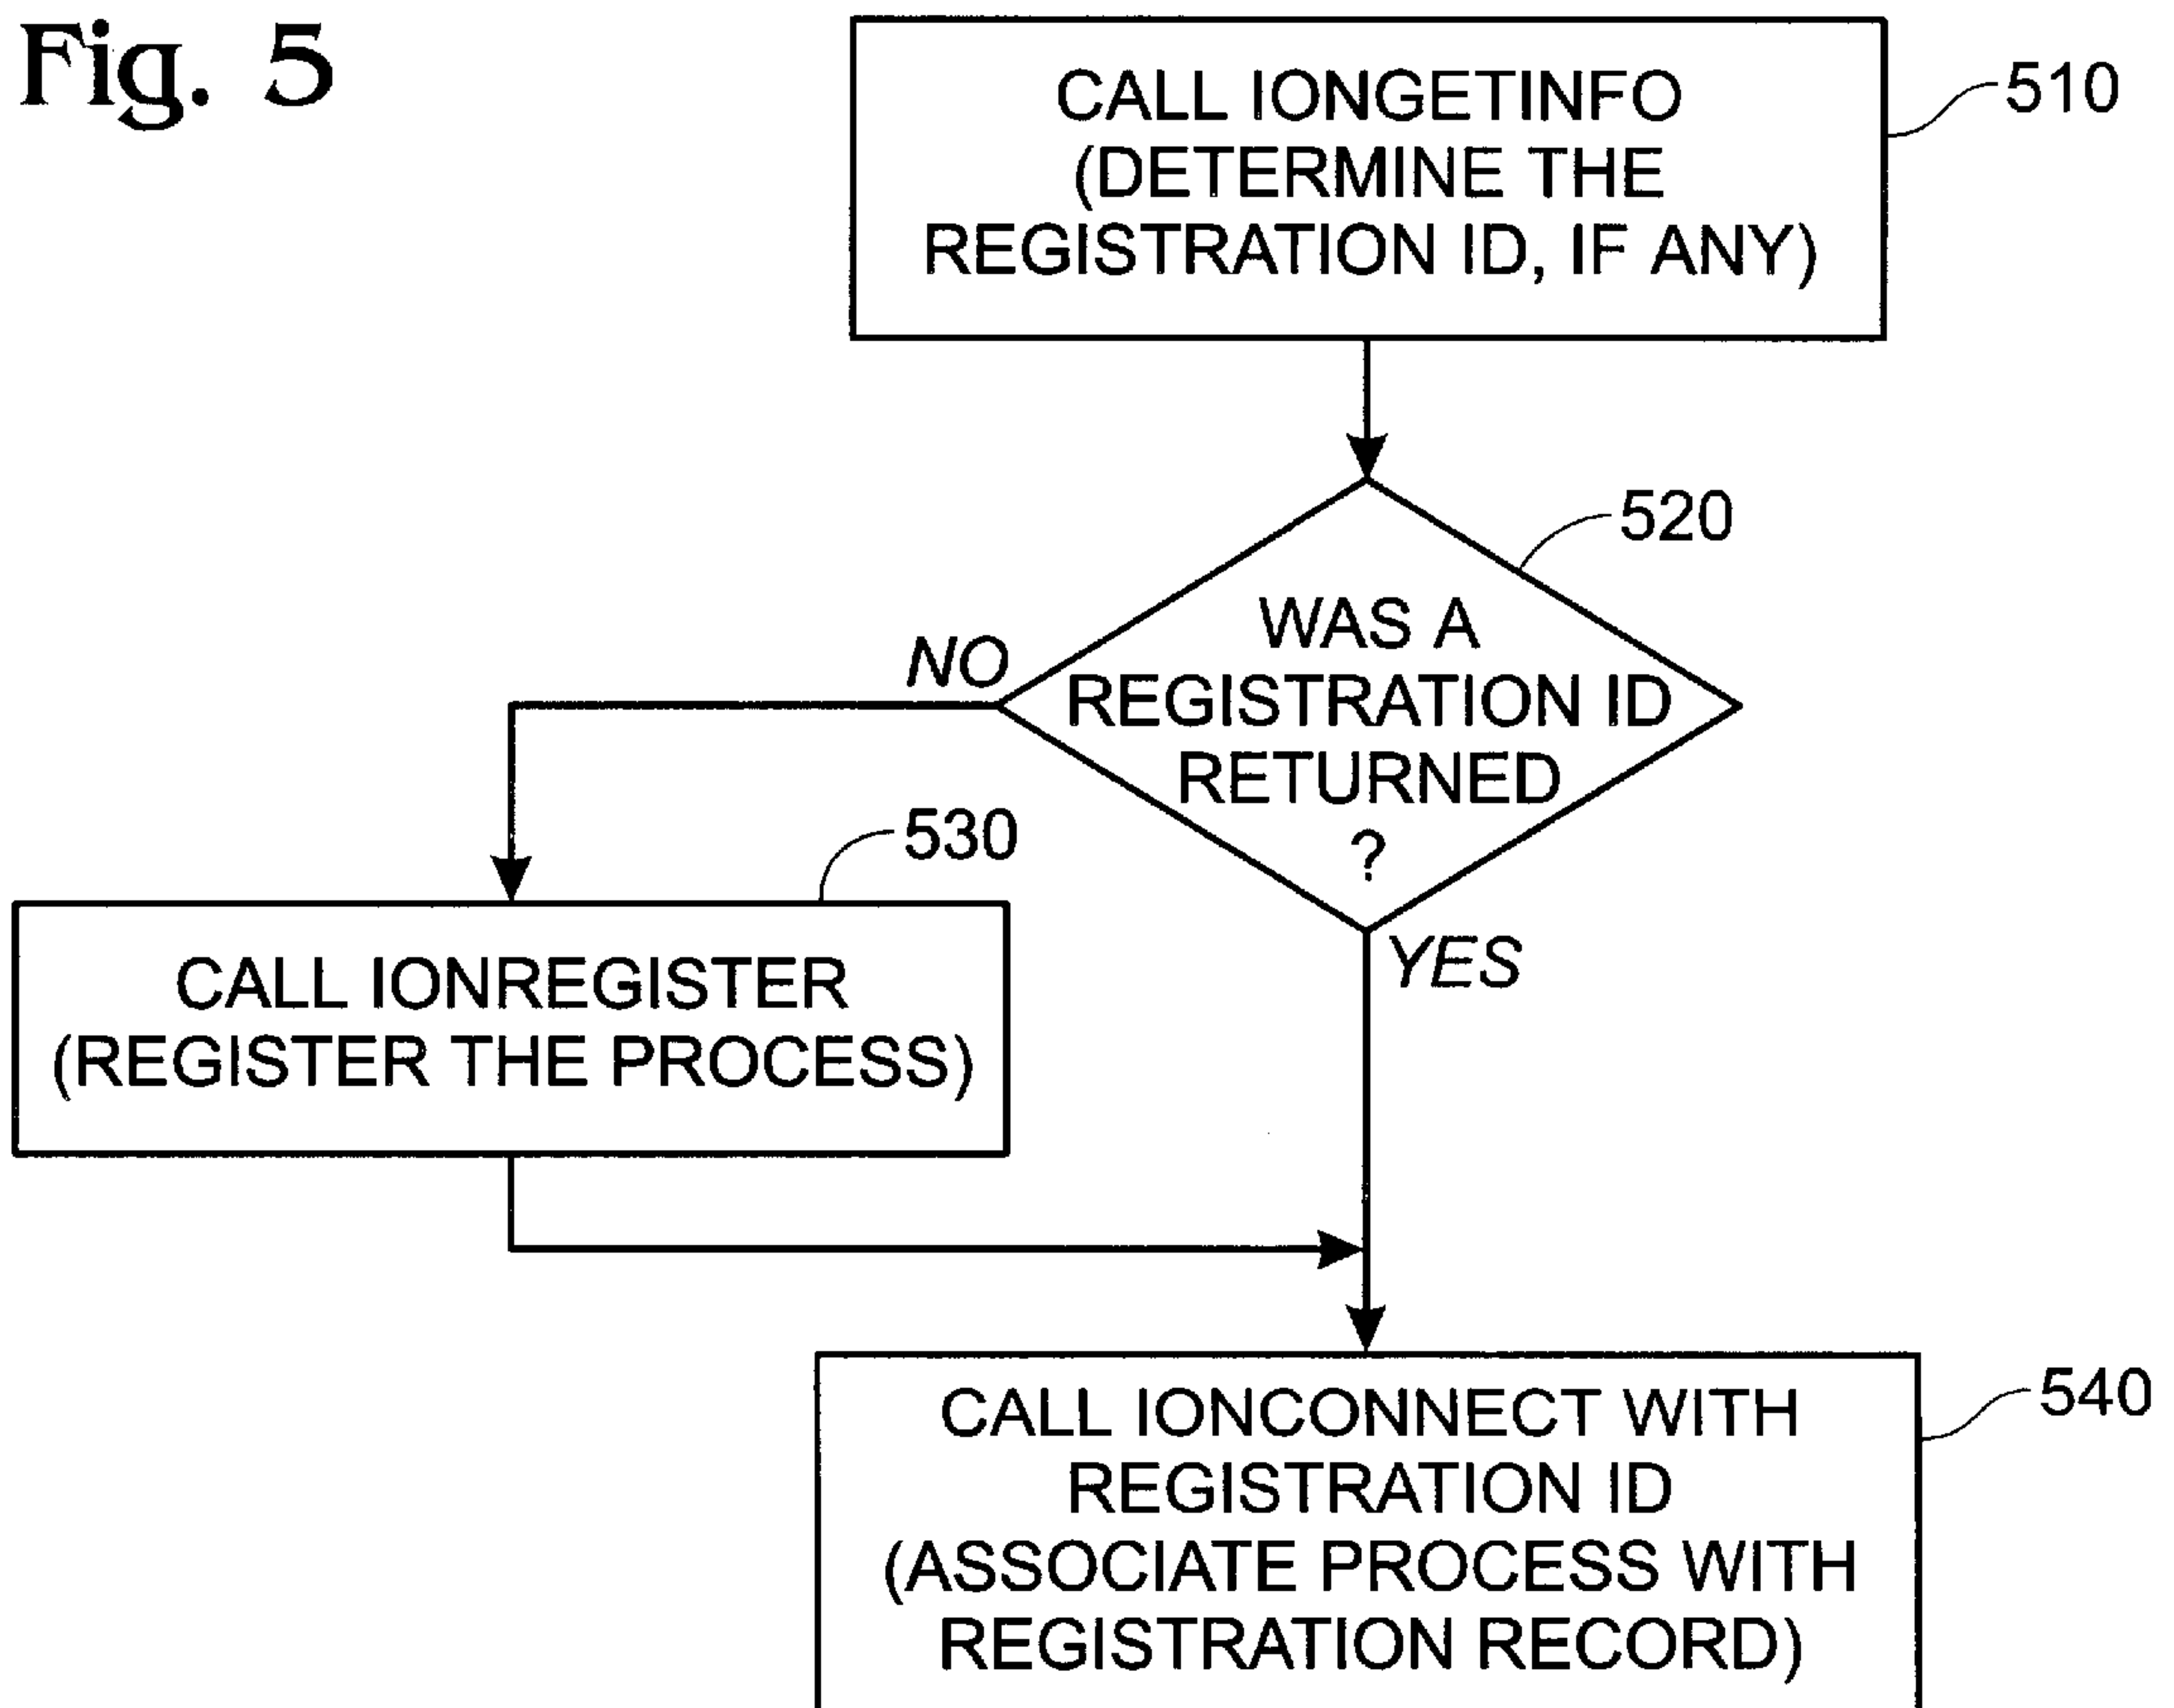 Fig. 5
CALL IONGETINFO
(DETERMINE THE
REGISTRATION ID, IF ANY)
510
520
WAS A
REGISTRATION ID
RETURNED
?
NO
YES
530
CALL IONREGISTER
(REGISTER THE PROCESS)
540
CALL IONCONNECT WITH
REGISTRATION ID
(ASSOCIATE PROCESS WITH
REGISTRATION RECORD)